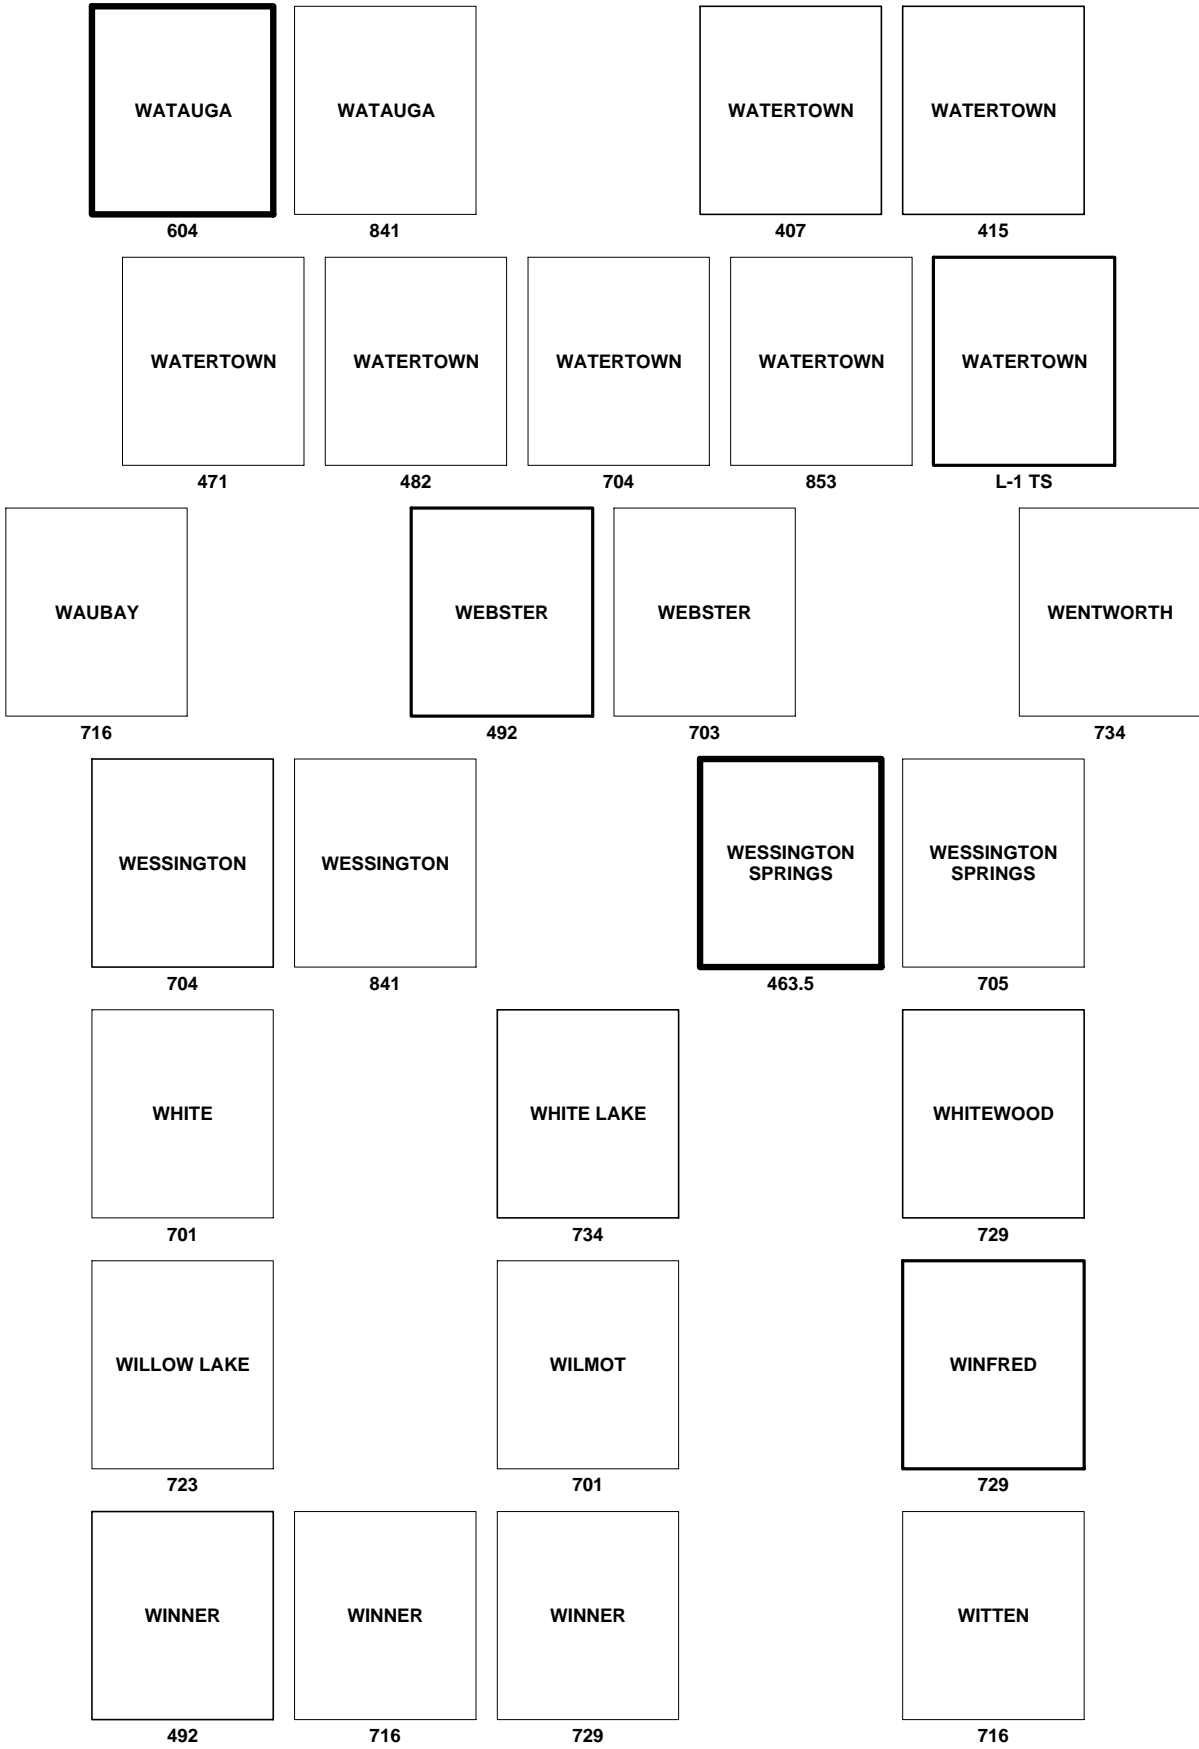 WATAUGA
604
WATAUGA
841
WATERTOWN
407
WATERTOWN
415
WATERTOWN
471
WATERTOWN
482
WATERTOWN
704
WATERTOWN
853
WATERTOWN
L-1 TS
WAUBAY
716
WEBSTER
492
WEBSTER
703
WENTWORTH
734
WESSINGTON
704
WESSINGTON
841
WESSINGTON
SPRINGS
463.5
WESSINGTON
SPRINGS
705
WHITE
701
WHITE LAKE
734
WHITEWOOD
729
WILLOW LAKE
723
WILMOT
701
WINFRED
729
WINNER
492
WINNER
716
WINNER
729
WITTEN
716